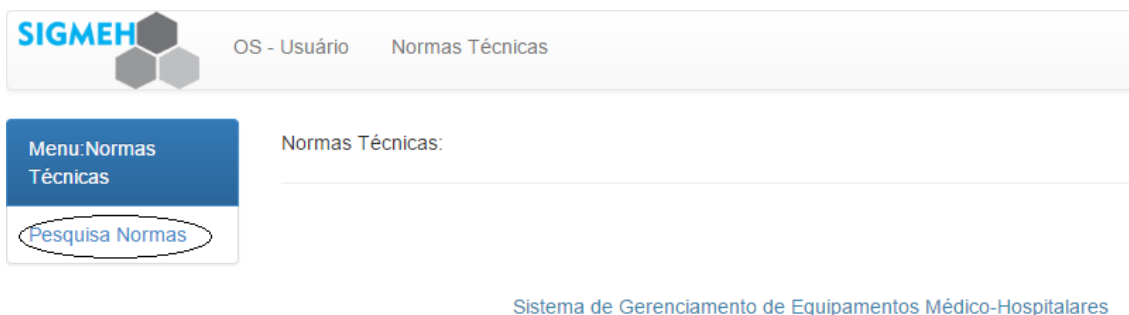 SIGMEH
OS - Usuário Normas Técnicas
Menu:Normas
Técnicas
Pesquisa Normas
Normas Técnicas:
Sistema de Gerenciamento de Equipamentos Médico-Hospitalares